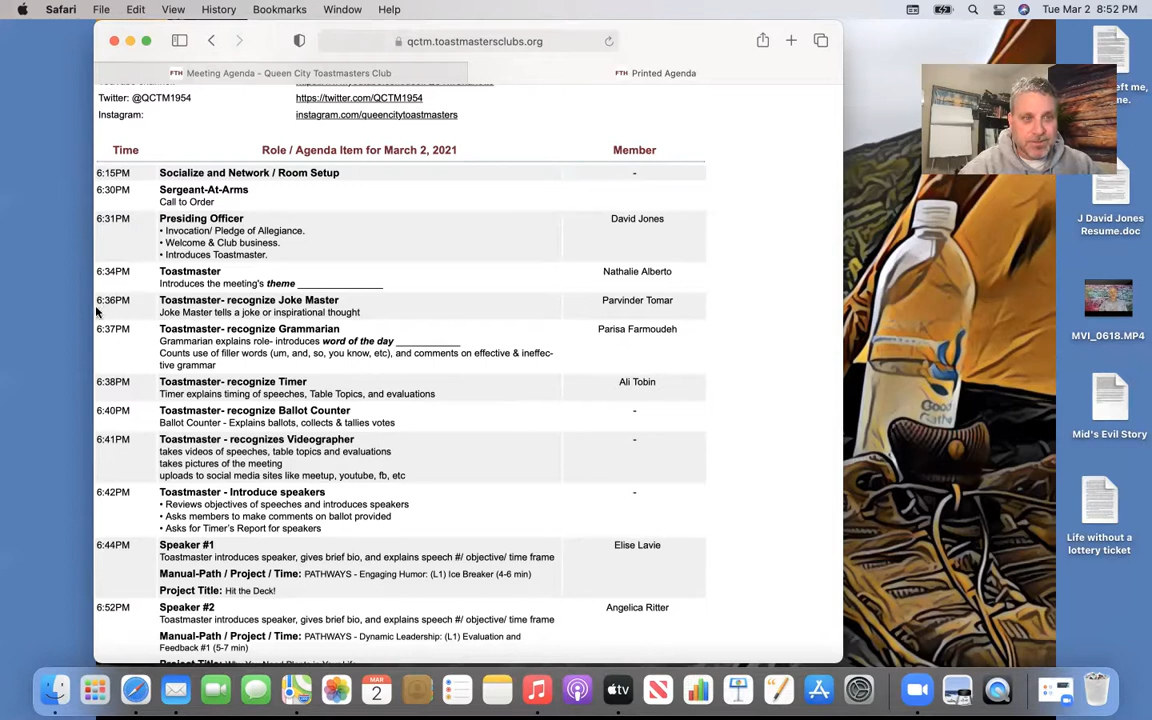 Safari File Edit View History Bookmarks Window Help Tue Mar 2 8:52 PM
qctm.toastmastersclubs.org
FTH Meeting Agenda - Queen City Toastmasters Club FTH Printed Agenda
Twitter: @QCTM1954 https://twitter.com/QCTM1954
Instagram: instagram.com/queencitytoastmasters
Time Role / Agenda Item for March 2, 2021 Member
6:15PM Socialize and Network / Room Setup -
6:30PM Sergeant-At-Arms
Call to Order
6:31PM Presiding Officer David Jones
• Invocation/ Pledge of Allegiance.
• Welcome & Club business.
• Introduces Toastmaster.
6:34PM Toastmaster Nathalie Alberto
Introduces the meeting's theme ________________
6:36PM Toastmaster- recognize Joke Master Parvinder Tomar
Joke Master tells a joke or inspirational thought
6:37PM Toastmaster- recognize Grammarian Parisa Farmoudeh
Grammarian explains role- introduces word of the day ____________
Counts use of filler words (um, and, so, you know, etc), and comments on effective & ineffec-
tive grammar
6:38PM Toastmaster- recognize Timer Ali Tobin
Timer explains timing of speeches, Table Topics, and evaluations
6:40PM Toastmaster- recognize Ballot Counter -
Ballot Counter - Explains ballots, collects & tallies votes
6:41PM Toastmaster - recognizes Videographer -
takes videos of speeches, table topics and evaluations
takes pictures of the meeting
uploads to social media sites like meetup, youtube, fb, etc
6:42PM Toastmaster - Introduce speakers -
• Reviews objectives of speeches and introduces speakers
• Asks members to make comments on ballot provided
• Asks for Timer's Report for speakers
6:44PM Speaker #1 Elise Lavie
Toastmaster introduces speaker, gives brief bio, and explains speech #/ objective/ time frame
Manual-Path / Project / Time: PATHWAYS - Engaging Humor: (L1) Ice Breaker (4-6 min)
Project Title: Hit the Deck!
6:52PM Speaker #2 Angelica Ritter
Toastmaster introduces speaker, gives brief bio, and explains speech #/ objective/ time frame
Manual-Path / Project / Time: PATHWAYS - Dynamic Leadership: (L1) Evaluation and
Feedback #1 (5-7 min)
eft me,
ne.
J David Jones
Resume.doc
MVI_0618.MP4
Mid's Evil Story
Life without a
lottery ticket
Good
MAR
2
tv